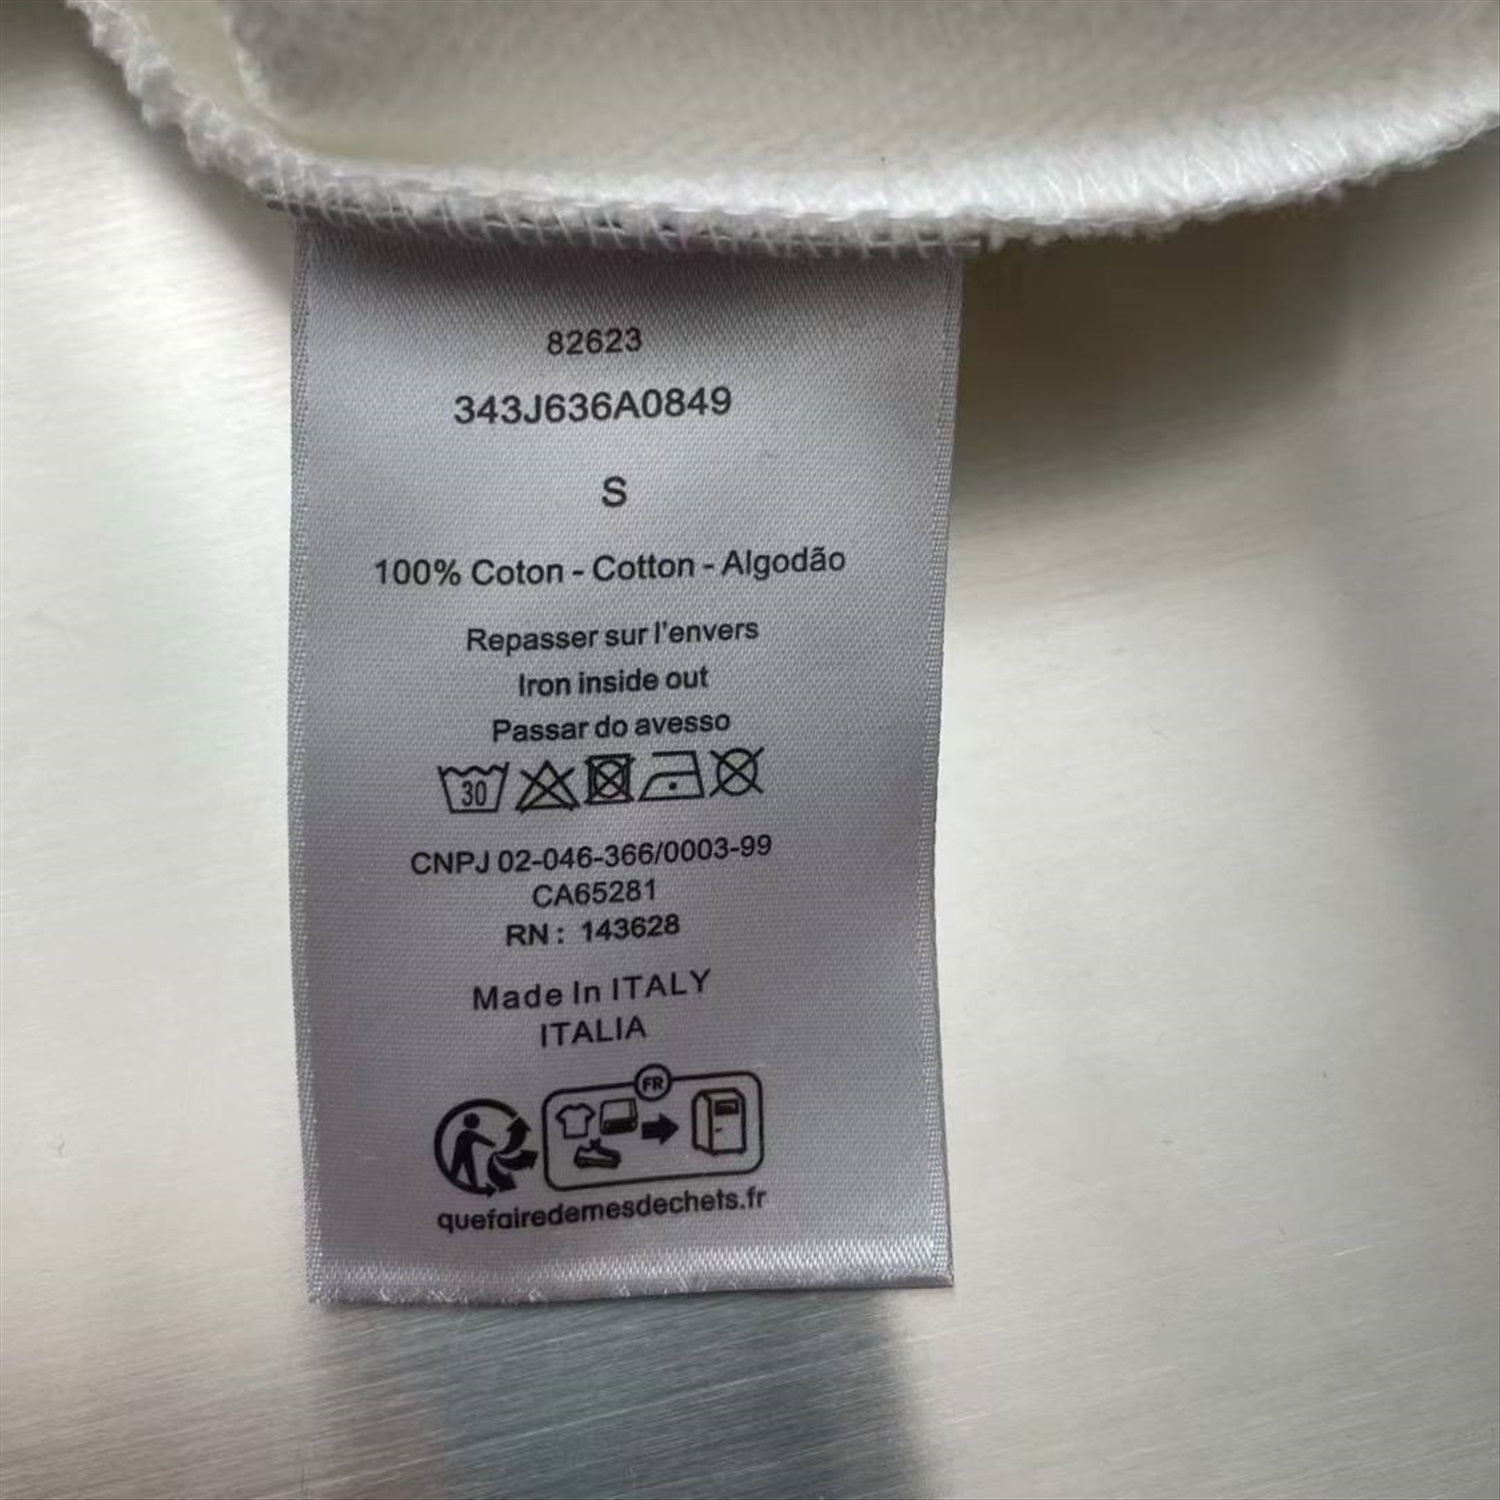 82623
343J636A0849
S
100% Coton - Cotton - Algodão
Repasser sur l'envers
Iron inside out
Passar do avesso
30
CNPJ 02-046-366/0003-99
CA65281
RN : 143628
Made In ITALY
ITALIA
FR
quefairedemesdechets.fr